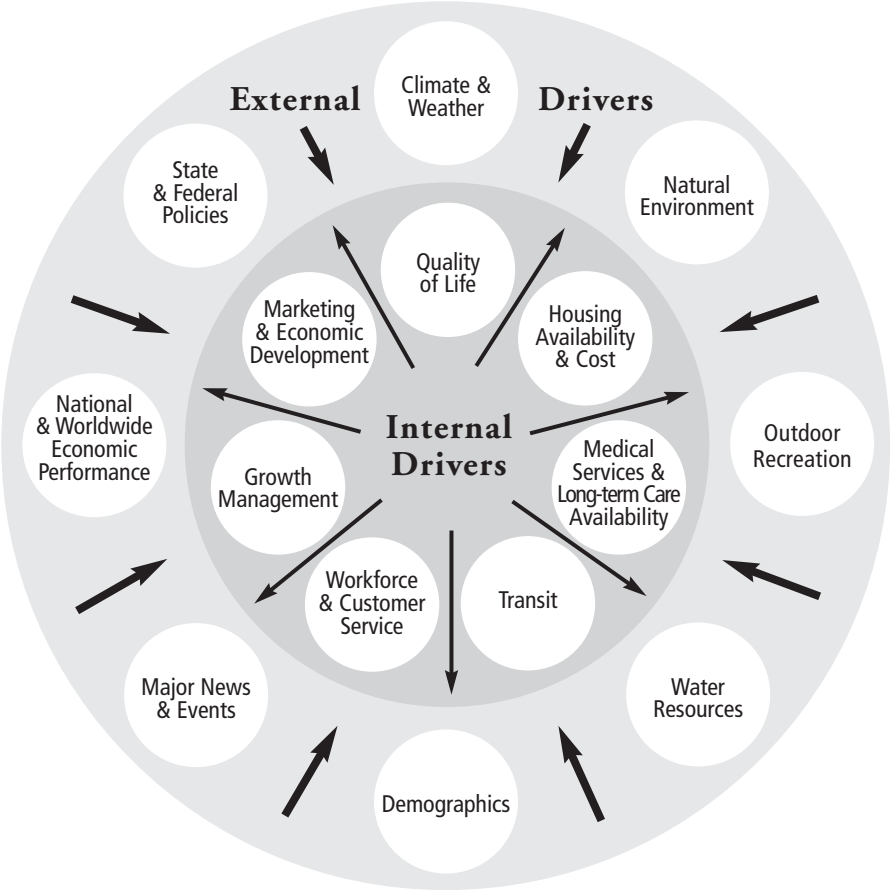 External
Drivers
Climate &
Weather
Natural
Environment
Outdoor
Recreation
Water
Resources
Demographics
Major News
& Events
National
& Worldwide
Economic
Performance
State
& Federal
Policies
Internal
Drivers
Quality
of Life
Housing
Availability
& Cost
Medical
Services &
Long-term Care
Availability
Transit
Workforce
& Customer
Service
Growth
Management
Marketing
& Economic
Development